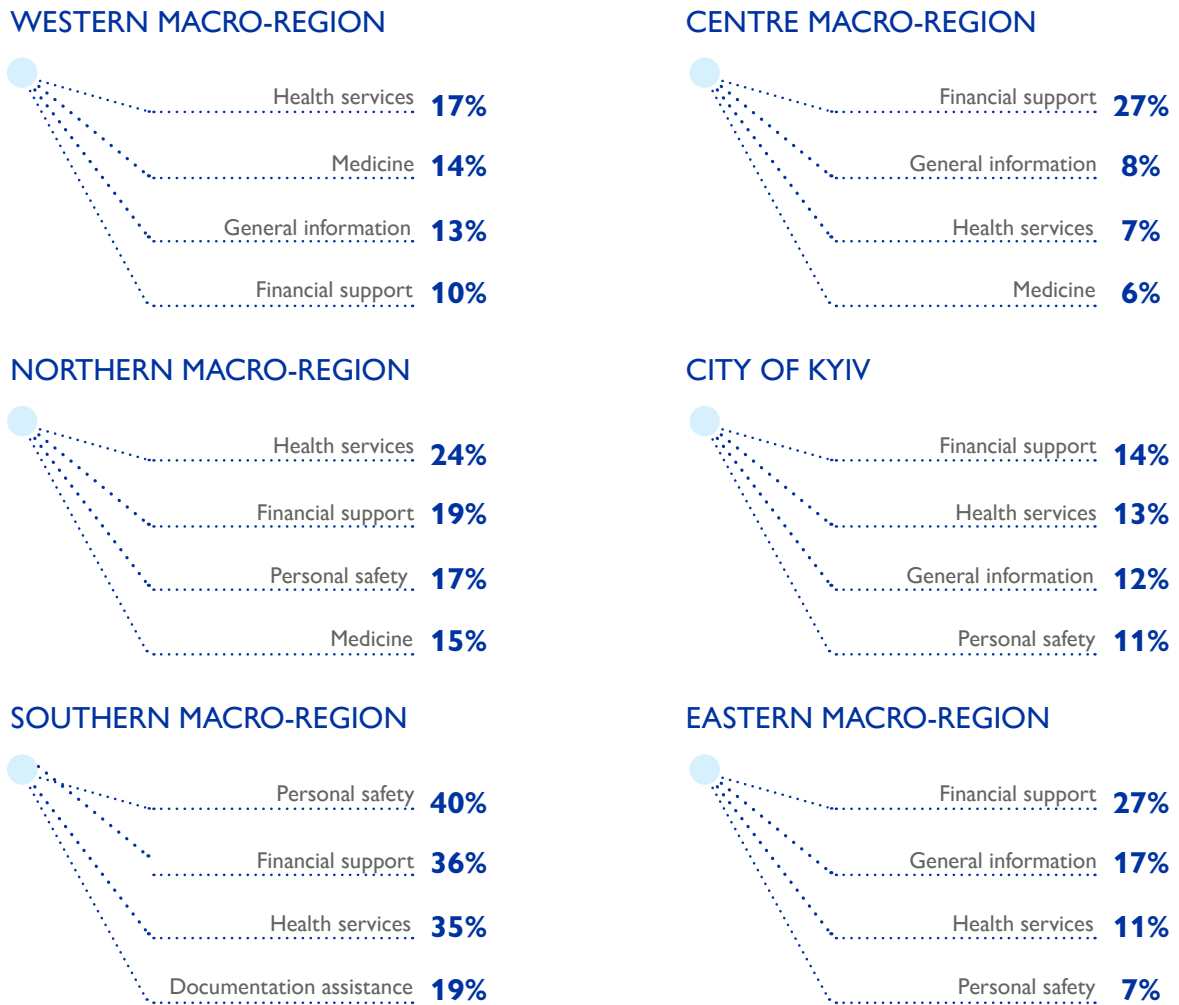 WESTERN MACRO-REGION
Health services 17%
Medicine 14%
General information 13%
Financial support 10%
CENTRE MACRO-REGION
Financial support 27%
General information 8%
Health services 7%
Medicine 6%
NORTHERN MACRO-REGION
Health services 24%
Financial support 19%
Personal safety 17%
Medicine 15%
CITY OF KYIV
Financial support 14%
Health services 13%
General information 12%
Personal safety 11%
SOUTHERN MACRO-REGION
Personal safety 40%
Financial support 36%
Health services 35%
Documentation assistance 19%
EASTERN MACRO-REGION
Financial support 27%
General information 17%
Health services 11%
Personal safety 7%